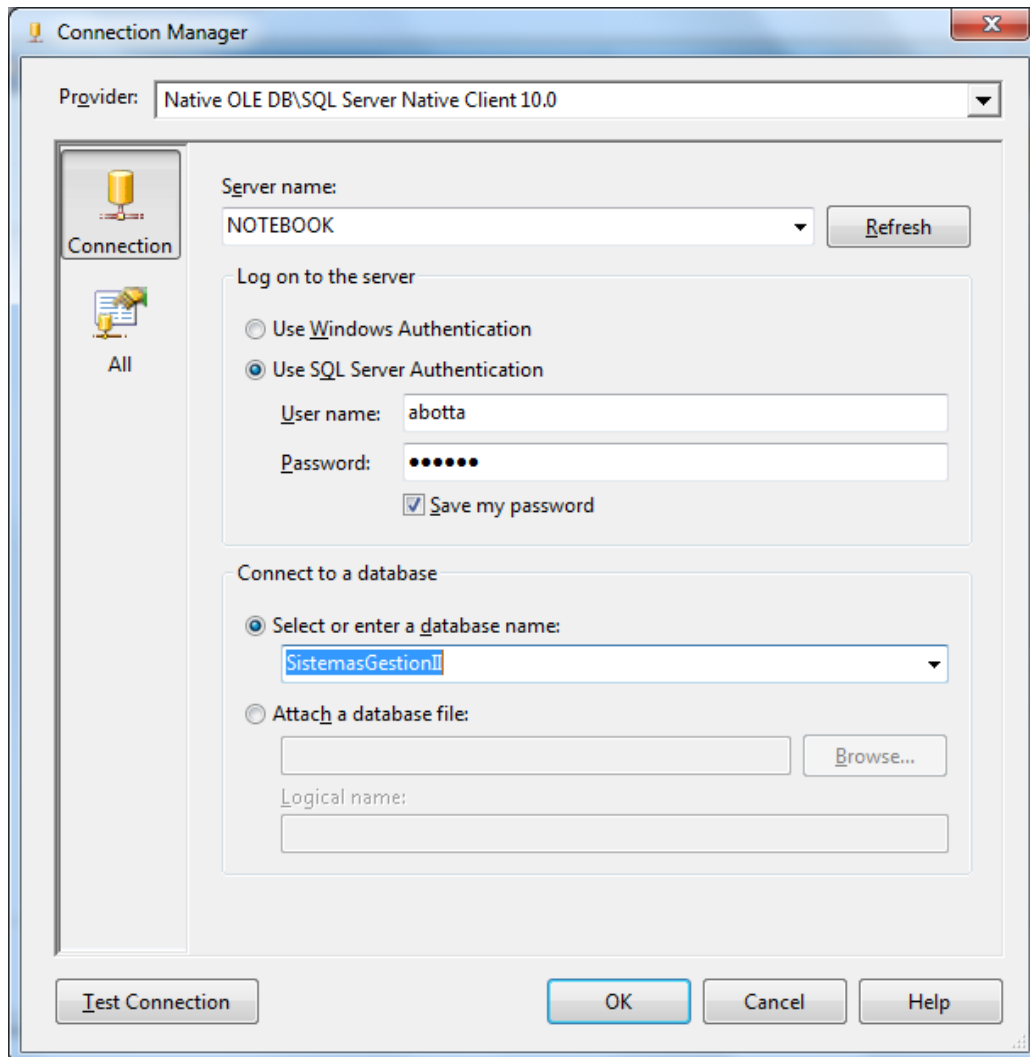 Connection Manager
Provider: Native OLE DB\SQL Server Native Client 10.0
Connection
All
Server name:
NOTEBOOK
Refresh
Log on to the server
Use Windows Authentication
Use SQL Server Authentication
User name: abotta
Password: ●●●●●●
Save my password
Connect to a database
Select or enter a database name:
SistemasGestionII
Attach a database file:
Browse...
Logical name:
Test Connection
OK
Cancel
Help